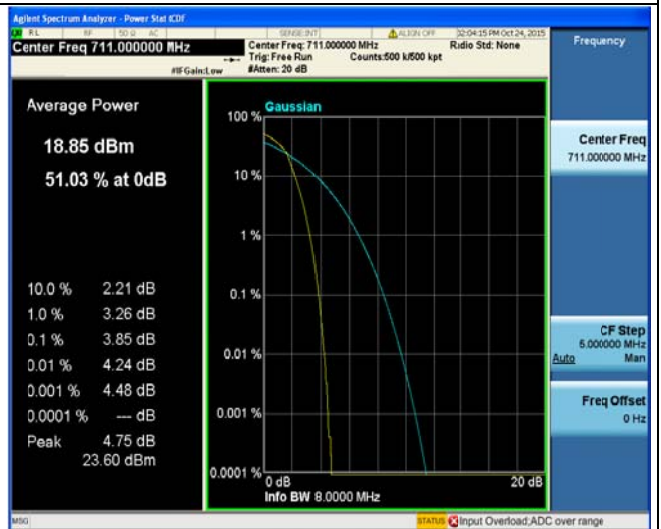 Agilent Spectrum Analyzer - Power Stat CCDF
RL RF 50 Ω AC SENSE:INT ALIGN OFF 02:04:15 PM Oct 24, 2015
Center Freq 711.000000 MHz
Center Freq: 711.000000 MHz Radio Std: None
Trig: Free Run Counts:500 k/500 kpt
#IFGain:Low #Atten: 20 dB
Frequency
Average Power
18.85 dBm
51.03 % at 0dB
10.0 % 2.21 dB
1.0 % 3.26 dB
0.1 % 3.85 dB
0.01 % 4.24 dB
0.001 % 4.48 dB
0.0001 % --- dB
Peak 4.75 dB
23.60 dBm
Gaussian
100 %
10 %
1 %
0.1 %
0.01 %
0.001 %
0.0001 %
0 dB 20 dB
Info BW 8.0000 MHz
Center Freq
711.000000 MHz
CF Step
5.000000 MHz
Auto Man
Freq Offset
0 Hz
MSG STATUS Input Overload;ADC over range